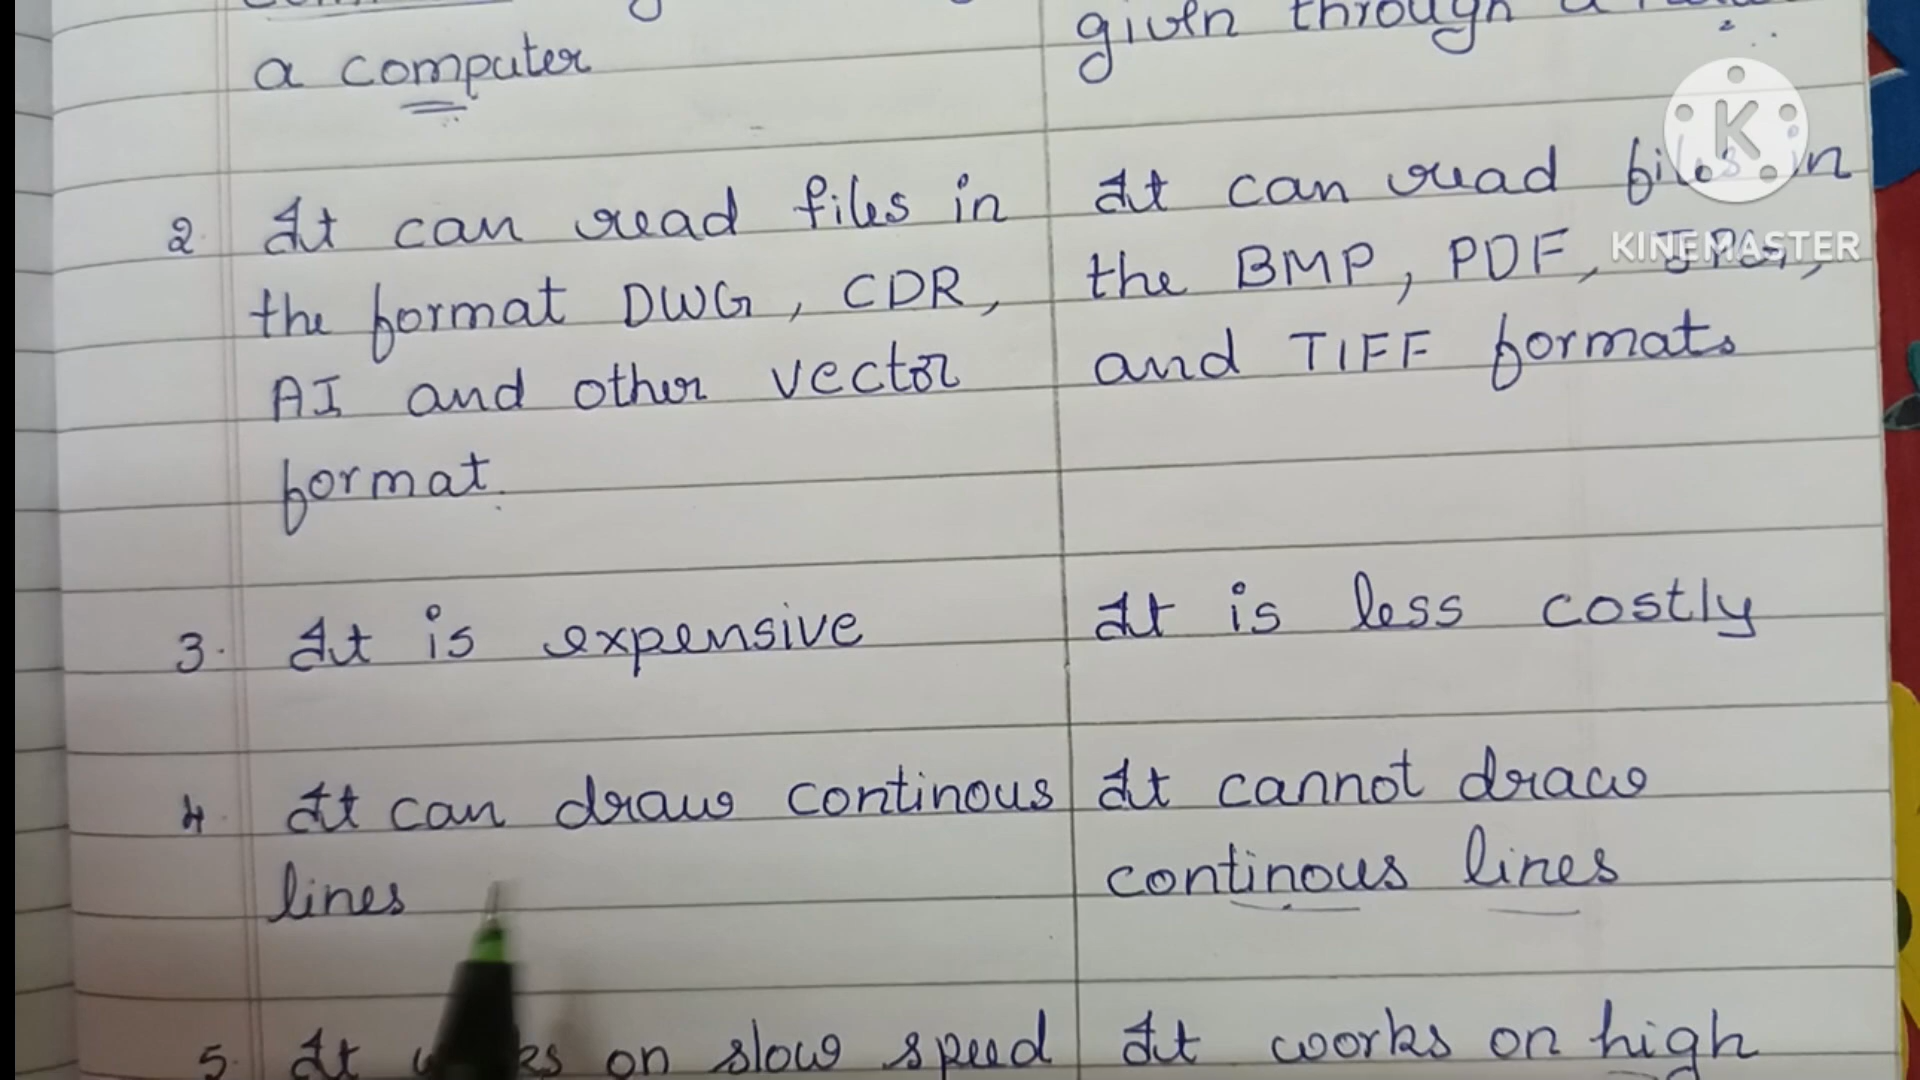 a computer
given through a
2. It can read files in
the format DWG, CDR,
AI and other vector
format.
It can read files in
the BMP, PDF, JPG,
and TIFF formats
3. It is expensive
It is less costly
4. It can draw continous
lines
It cannot draw
continous lines
5. It on slow speed
It works on high
K
KINEMASTER